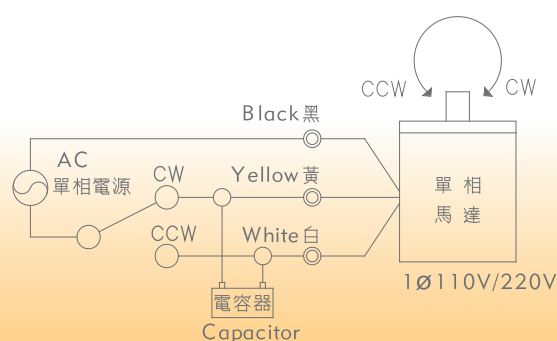 CCW
CW
Black黑
AC
單相電源
CW
Yellow黃
單相
馬達
CCW
White白
1ø110V/220V
電容器
Capacitor